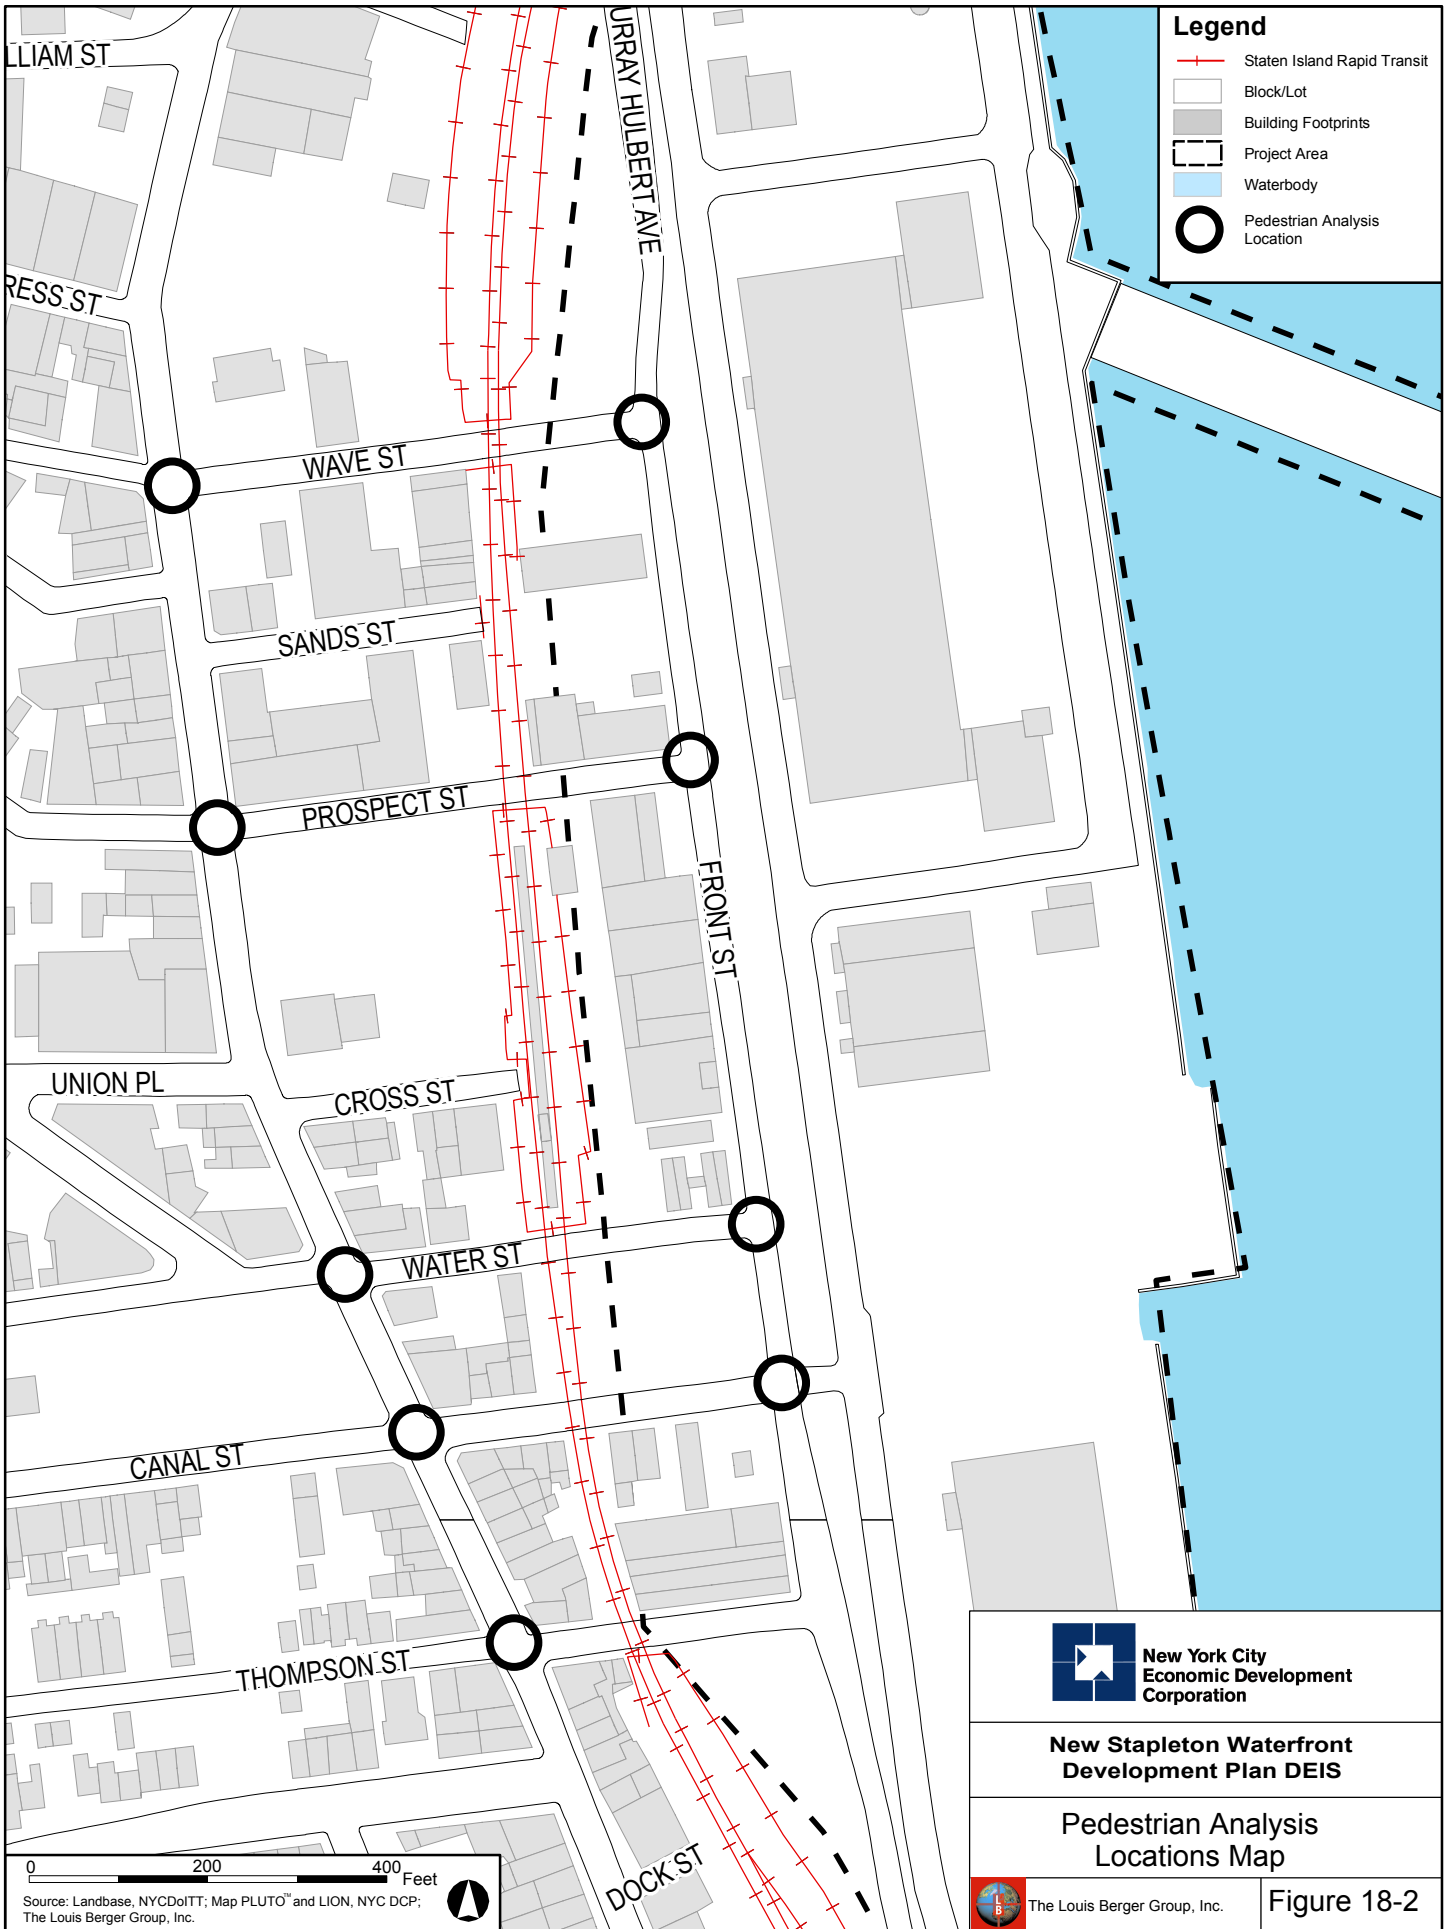 Legend
Staten Island Rapid Transit
Block/Lot
Building Footprints
Project Area
Waterbody
Pedestrian Analysis
Location
LLIAM ST
URRAY HULBERT AVE
RESS ST
WAVE ST
SANDS ST
PROSPECT ST
FRONT ST
UNION PL
CROSS ST
WATER ST
CANAL ST
THOMPSON ST
DOCK ST
0 200 400 Feet
Source: Landbase, NYCDoITT; Map PLUTO™ and LION, NYC DCP;
The Louis Berger Group, Inc.
New York City
Economic Development
Corporation
New Stapleton Waterfront
Development Plan DEIS
Pedestrian Analysis
Locations Map
L
B
The Louis Berger Group, Inc.
Figure 18-2